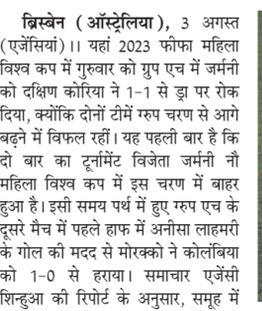 ब्रिस्बेन (ऑस्ट्रेलिया), 3 अगस्त
(एजेंसियां)।। यहां 2023 फीफा महिला
विश्व कप में गुरुवार को ग्रुप एच में जर्मनी
को दक्षिण कोरिया ने 1-1 से ड्रा पर रोक
दिया, क्योंकि दोनों टीमें ग्रुप चरण से आगे
बढ़ने में विफल रहीं। यह पहली बार है कि
दो बार का टूर्नामेंट विजेता जर्मनी नौ
महिला विश्व कप में इस चरण में बाहर
हुआ है। इसी समय पर्थ में हुए ग्रुप एच के
दूसरे मैच में पहले हाफ में अनीसा लाहमरी
के गोल की मदद से मोरक्को ने कोलंबिया
को 1-0 से हराया। समाचार एजेंसी
शिन्हुआ की रिपोर्ट के अनुसार, समूह में